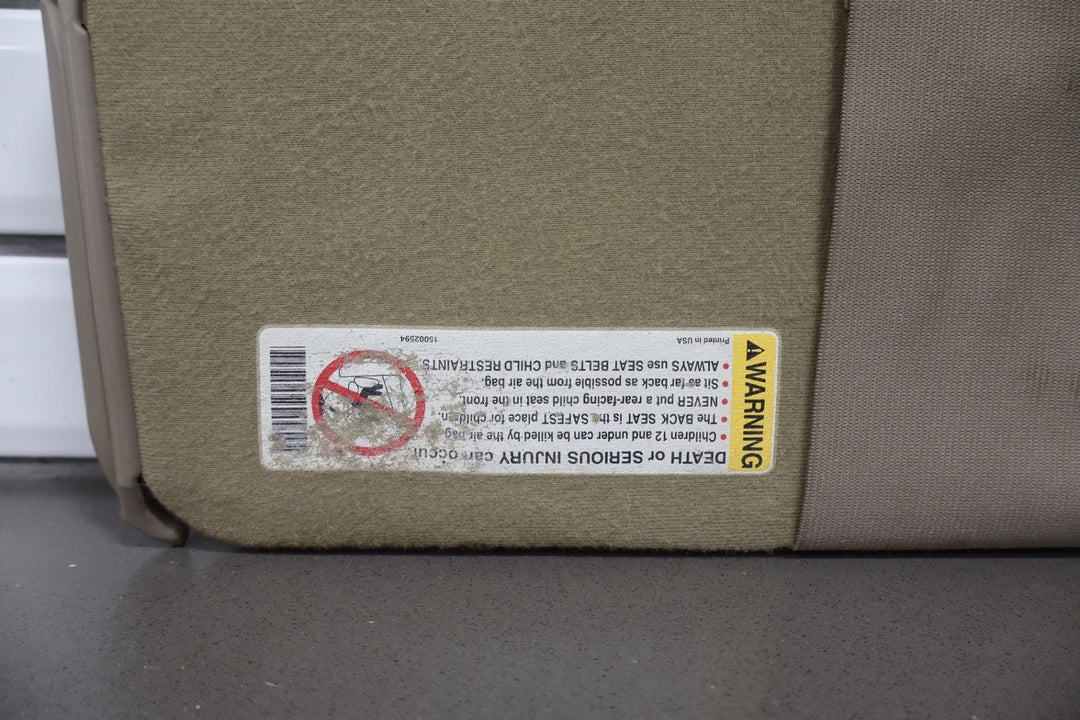 WARNING
DEATH or SERIOUS INJURY can occur.
• Children 12 and under can be killed by the air bag.
• The BACK SEAT is the SAFEST place for children.
• NEVER put a rear-facing child seat in the front.
• Sit as far back as possible from the air bag.
• ALWAYS use SEAT BELTS and CHILD RESTRAINTS.
Printed in USA
15002594